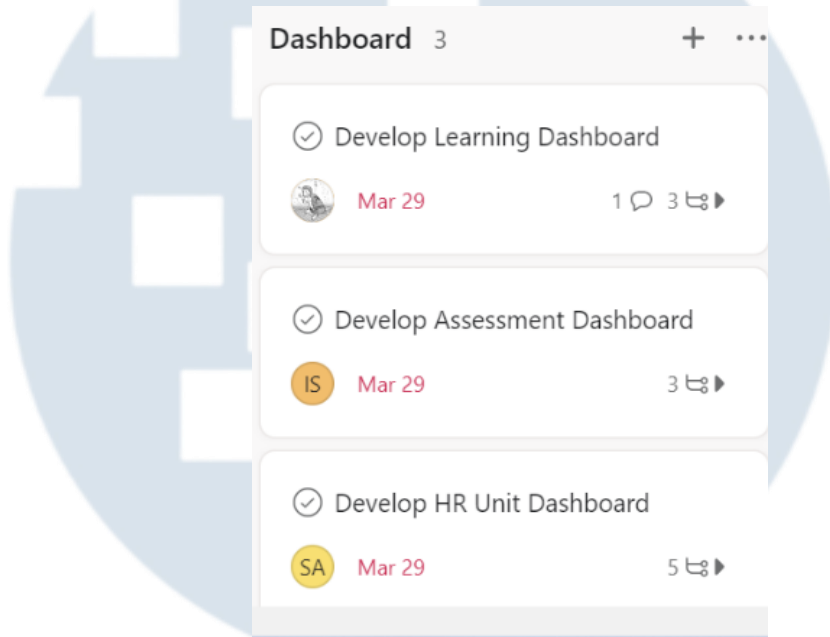 Dashboard 3
Develop Learning Dashboard
Mar 29 1 3
Develop Assessment Dashboard
IS Mar 29 3
Develop HR Unit Dashboard
SA Mar 29 5